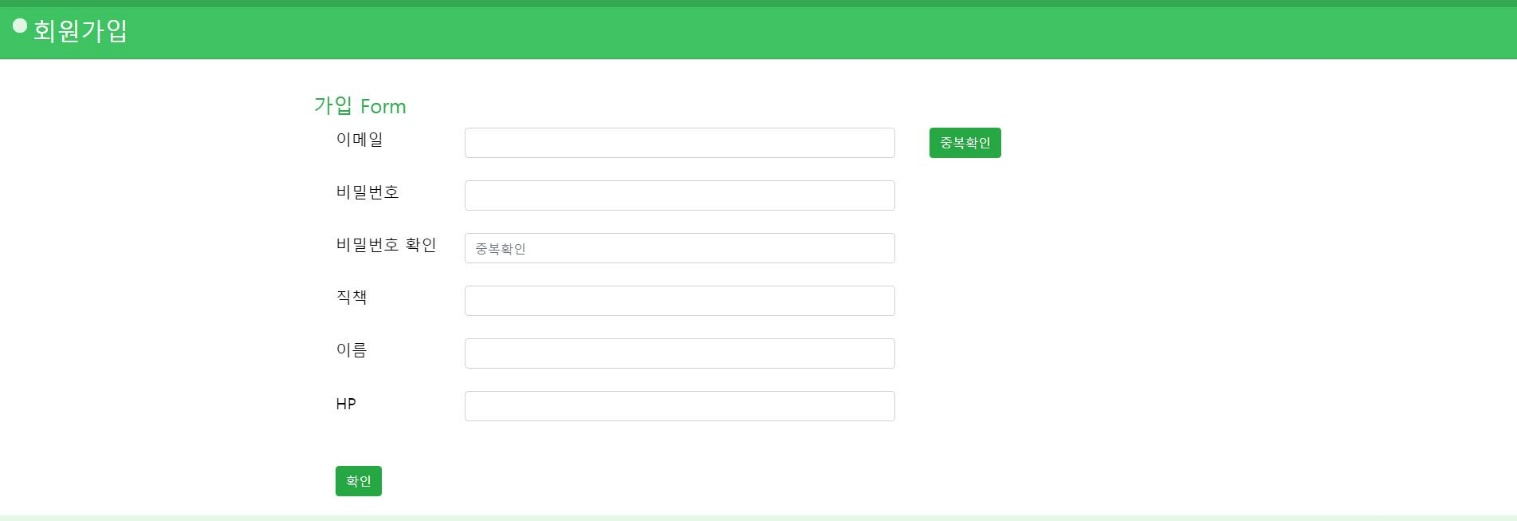 회원가입
가입 Form
이메일 중복확인
비밀번호
비밀번호 확인 중복확인
직책
이름
HP
확인